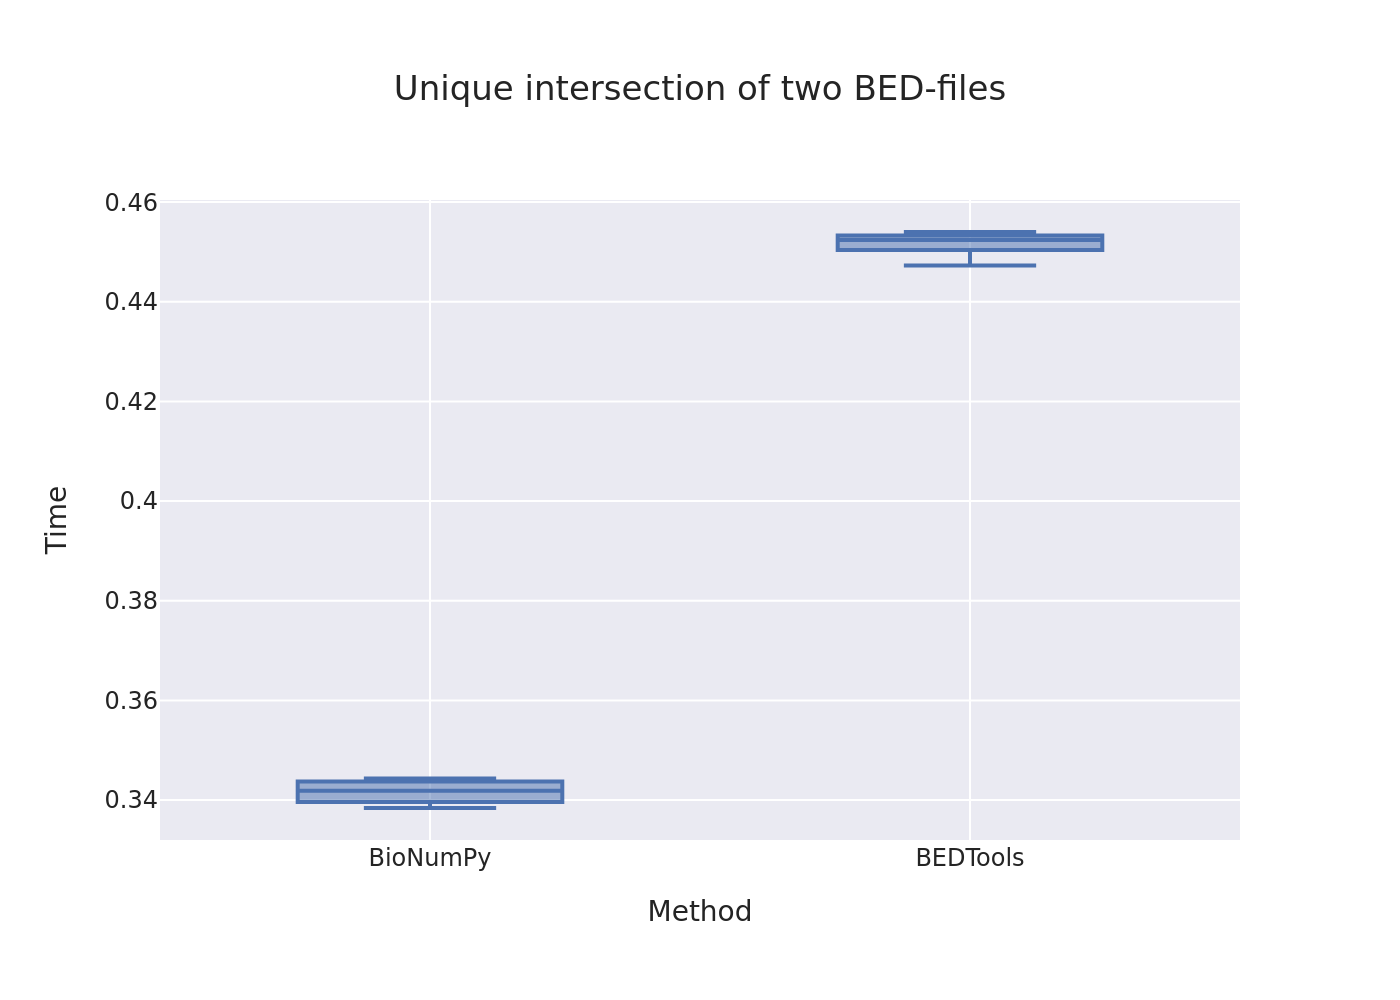 Unique intersection of two BED-files
0.46
0.44
0.42
0.4
0.38
0.36
0.34
Time
BioNumPy
BEDTools
Method